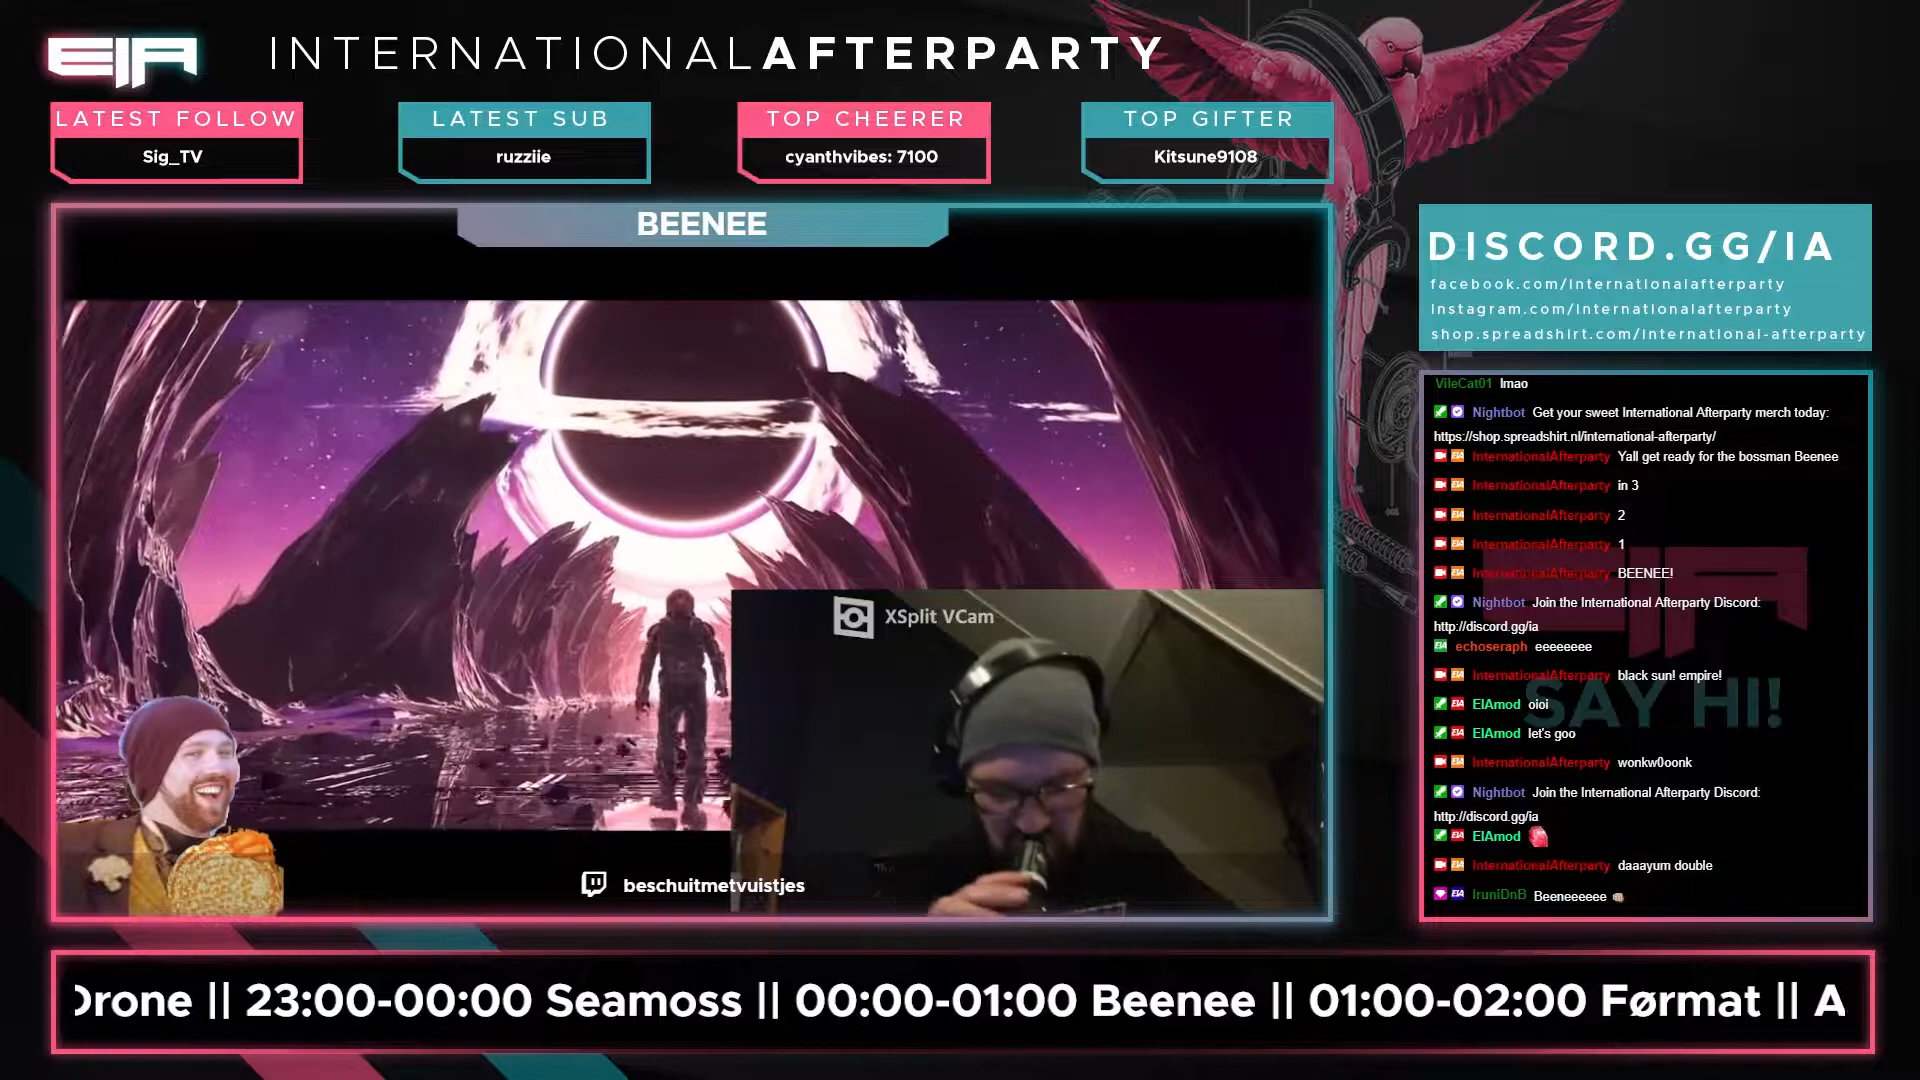 EIA
INTERNATIONALAFTERPARTY
LATEST FOLLOW
Sig_TV
LATEST SUB
ruzziie
TOP CHEERER
cyanthvibes: 7100
TOP GIFTER
Kitsune9108
BEENEE
XSplit VCam
beschuitmetvuistjes
DISCORD.GG/IA
facebook.com/internationalafterparty
instagram.com/internationalafterparty
shop.spreadshirt.com/international-afterparty
VileCat01 lmao
Nightbot Get your sweet International Afterparty merch today:
https://shop.spreadshirt.nl/international-afterparty/
InternationalAfterparty Yall get ready for the bossman Beenee
InternationalAfterparty in 3
InternationalAfterparty 2
InternationalAfterparty 1
InternationalAfterparty BEENEE!
Nightbot Join the International Afterparty Discord:
http://discord.gg/ia
EIA echoseraph eeeeeeee
InternationalAfterparty black sun! empire!
EIAmod oioi
EIAmod let's goo
InternationalAfterparty wonkw0onk
Nightbot Join the International Afterparty Discord:
http://discord.gg/ia
EIAmod
InternationalAfterparty daaayum double
IruniDnB Beeneeeeee
EIA
SAY HI!
Drone || 23:00-00:00 Seamoss || 00:00-01:00 Beenee || 01:00-02:00 Førmat || A